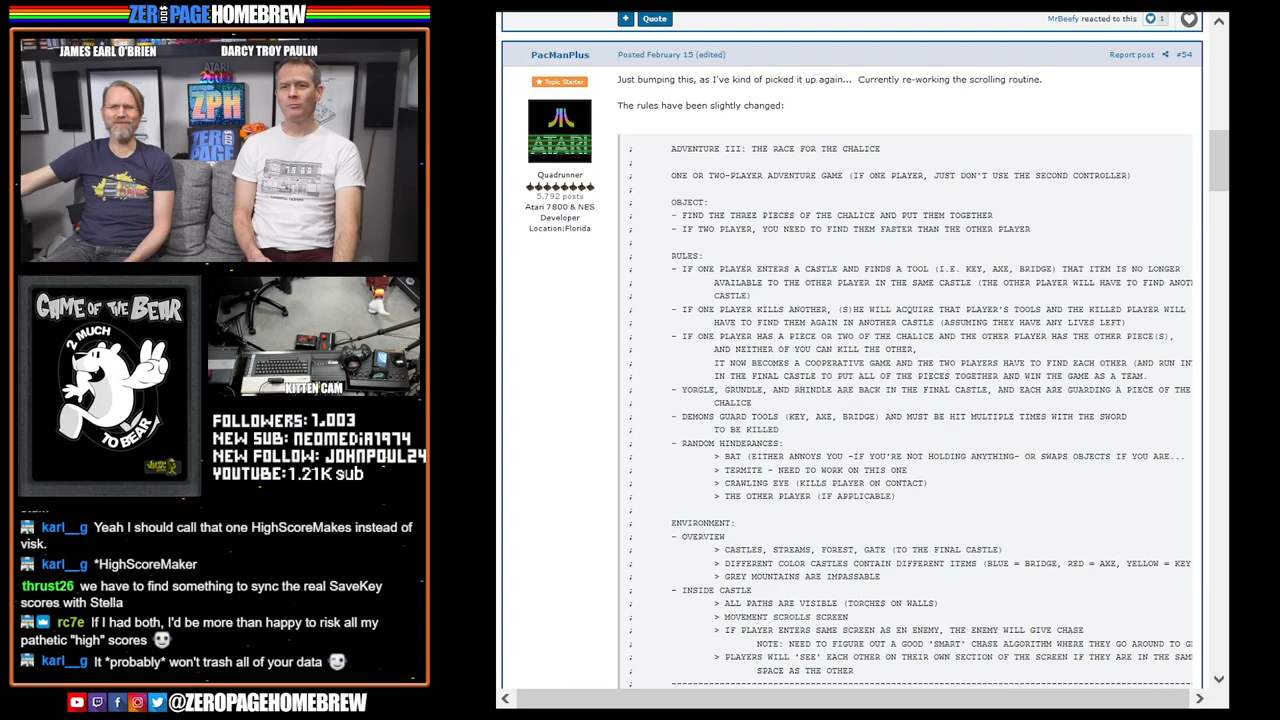 ZEROPAGEHOMEBREW
JAMES EARL O'BRIEN
DARCY TROY PAULIN
ATARI
ZPH
ZERO
PAGE
GAME OF THE BEAR
2 MUCH
TO BEAR
KITTEN CAM
FOLLOWERS: 1,003
NEW SUB: NEOMEDIA1974
NEW FOLLOW: JOHNPOUL24
YOUTUBE: 1.21K sub
karl__g Yeah I should call that one HighScoreMakes instead of
visk.
karl__g *HighScoreMaker
thrust26 we have to find something to sync the real SaveKey
scores with Stella
rc7e If I had both, I'd be more than happy to risk all my
pathetic "high" scores
karl__g It *probably* won't trash all of your data
@ZEROPAGEHOMEBREW
+ Quote
MrBeefy reacted to this 1
PacManPlus
Posted February 15 (edited)
Report post #54
Topic Starter
ATARI
Quadrunner
5,792 posts
Atari 7800 & NES
Developer
Location:Florida
Just bumping this, as I've kind of picked it up again... Currently re-working the scrolling routine.
The rules have been slightly changed:
; ADVENTURE III: THE RACE FOR THE CHALICE
;
; ONE OR TWO-PLAYER ADVENTURE GAME (IF ONE PLAYER, JUST DON'T USE THE SECOND CONTROLLER)
;
; OBJECT:
; - FIND THE THREE PIECES OF THE CHALICE AND PUT THEM TOGETHER
; - IF TWO PLAYER, YOU NEED TO FIND THEM FASTER THAN THE OTHER PLAYER
;
; RULES:
; - IF ONE PLAYER ENTERS A CASTLE AND FINDS A TOOL (I.E. KEY, AXE, BRIDGE) THAT ITEM IS NO LONGER
; AVAILABLE TO THE OTHER PLAYER IN THE SAME CASTLE (THE OTHER PLAYER WILL HAVE TO FIND ANOT
; CASTLE)
; - IF ONE PLAYER KILLS ANOTHER, (S)HE WILL ACQUIRE THAT PLAYER'S TOOLS AND THE KILLED PLAYER WILL
; HAVE TO FIND THEM AGAIN IN ANOTHER CASTLE (ASSUMING THEY HAVE ANY LIVES LEFT)
; - IF ONE PLAYER HAS A PIECE OR TWO OF THE CHALICE AND THE OTHER PLAYER HAS THE OTHER PIECE(S),
; AND NEITHER OF YOU CAN KILL THE OTHER,
; IT NOW BECOMES A COOPERATIVE GAME AND THE TWO PLAYERS HAVE TO FIND EACH OTHER (AND RUN IN
; IN THE FINAL CASTLE TO PUT ALL OF THE PIECES TOGETHER AND WIN THE GAME AS A TEAM.
; - YORGLE, GRUNDLE, AND RHINDLE ARE BACK IN THE FINAL CASTLE, AND EACH ARE GUARDING A PIECE OF THE
; CHALICE
; - DEMONS GUARD TOOLS (KEY, AXE, BRIDGE) AND MUST BE HIT MULTIPLE TIMES WITH THE SWORD
; TO BE KILLED
; - RANDOM HINDERANCES:
; > BAT (EITHER ANNOYS YOU -IF YOU'RE NOT HOLDING ANYTHING- OR SWAPS OBJECTS IF YOU ARE...
; > TERMITE - NEED TO WORK ON THIS ONE
; > CRAWLING EYE (KILLS PLAYER ON CONTACT)
; > THE OTHER PLAYER (IF APPLICABLE)
;
; ENVIRONMENT:
; - OVERVIEW
; > CASTLES, STREAMS, FOREST, GATE (TO THE FINAL CASTLE)
; > DIFFERENT COLOR CASTLES CONTAIN DIFFERENT ITEMS (BLUE = BRIDGE, RED = AXE, YELLOW = KEY
; > GREY MOUNTAINS ARE IMPASSABLE
; - INSIDE CASTLE
; > ALL PATHS ARE VISIBLE (TORCHES ON WALLS)
; > MOVEMENT SCROLLS SCREEN
; > IF PLAYER ENTERS SAME SCREEN AS EN ENEMY, THE ENEMY WILL GIVE CHASE
; NOTE: NEED TO FIGURE OUT A GOOD 'SMART' CHASE ALGORITHM WHERE THEY GO AROUND TO G
; > PLAYERS WILL 'SEE' EACH OTHER ON THEIR OWN SECTION OF THE SCREEN IF THEY ARE IN THE SAM
; SPACE AS THE OTHER